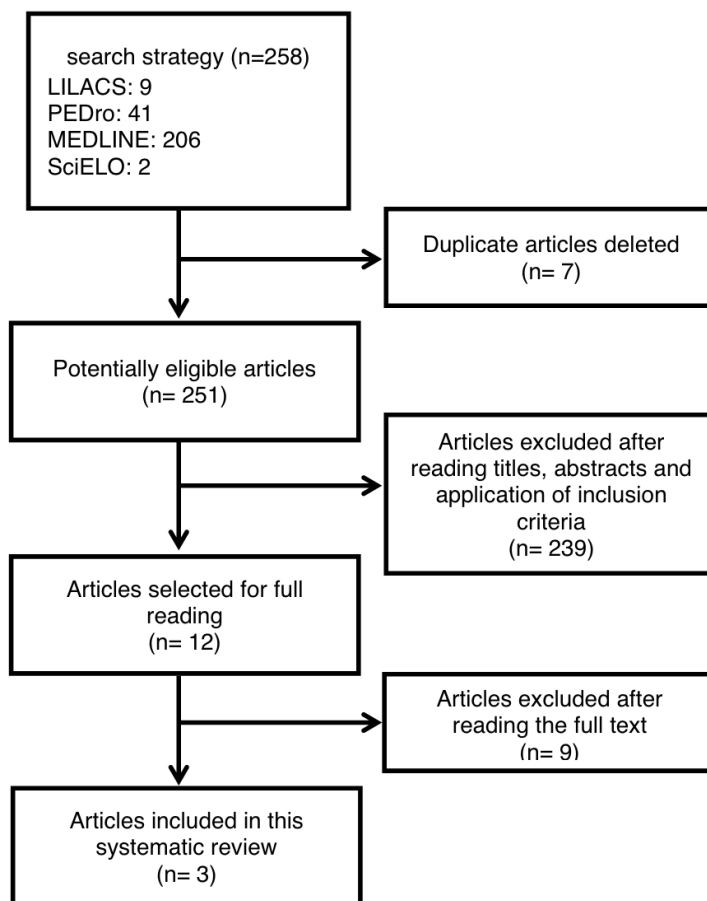 search strategy (n=258)
LILACS: 9
PEDro: 41
MEDLINE: 206
SciELO: 2
Duplicate articles deleted
(n= 7)
Potentially eligible articles
(n= 251)
Articles excluded after
reading titles, abstracts and
application of inclusion
criteria
(n= 239)
Articles selected for full
reading
(n= 12)
Articles excluded after
reading the full text
(n= 9)
Articles included in this
systematic review
(n= 3)